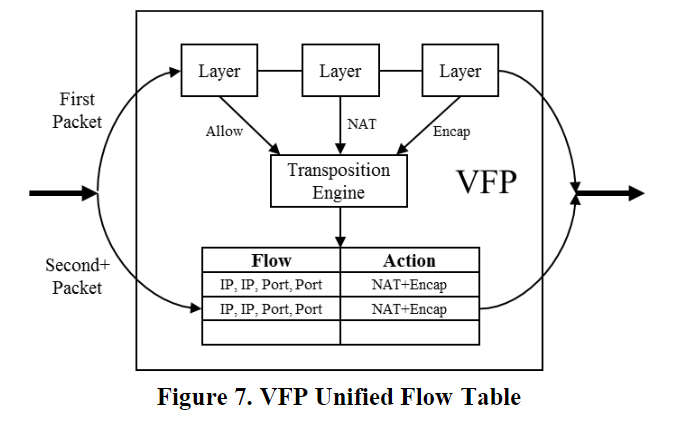 Layer
Layer
Layer
First
Packet
Allow
NAT
Encap
Transposition
Engine
VFP
Second+
Packet
Flow Action
IP, IP, Port, Port NAT+Encap
IP, IP, Port, Port NAT+Encap
Figure 7. VFP Unified Flow Table